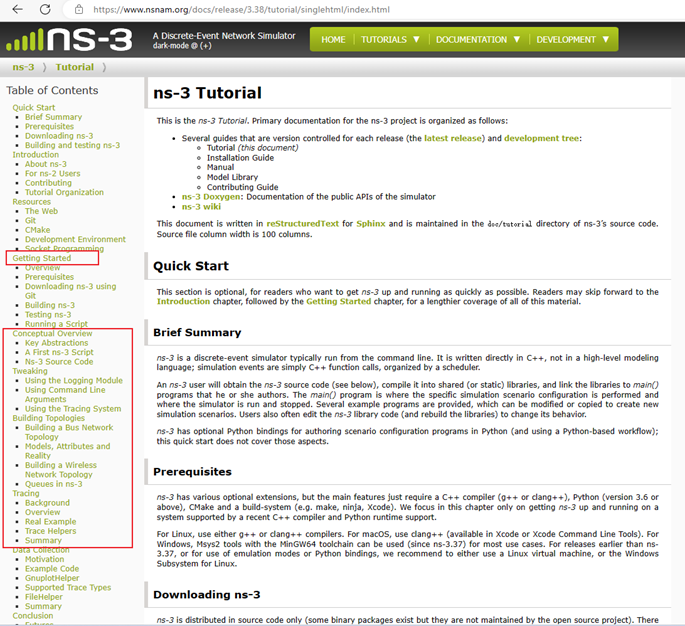 https://www.nsnam.org/docs/release/3.38/tutorial/singlehtml/index.html
NS-3
A Discrete-Event Network Simulator
dark-mode @ (+)
HOME TUTORIALS ▼ DOCUMENTATION ▼ DEVELOPMENT ▼
ns-3 〉 Tutorial 〉
Table of Contents
Quick Start
Brief Summary
Prerequisites
Downloading ns-3
Building and testing ns-3
Introduction
About ns-3
For ns-2 Users
Contributing
Tutorial Organization
Resources
The Web
Git
CMake
Development Environment
Socket Programming
Getting Started
Overview
Prerequisites
Downloading ns-3 using
Git
Building ns-3
Testing ns-3
Running a Script
Conceptual Overview
Key Abstractions
A First ns-3 Script
Ns-3 Source Code
Tweaking
Using the Logging Module
Using Command Line
Arguments
Using the Tracing System
Building Topologies
Building a Bus Network
Topology
Models, Attributes and
Reality
Building a Wireless
Network Topology
Queues in ns-3
Tracing
Background
Overview
Real Example
Trace Helpers
Summary
Data Collection
Motivation
Example Code
GnuplotHelper
Supported Trace Types
FileHelper
Summary
Conclusion
Futures
ns-3 Tutorial
This is the ns-3 Tutorial. Primary documentation for the ns-3 project is organized as follows:
• Several guides that are version controlled for each release (the latest release) and development tree:
Tutorial (this document)
Installation Guide
Manual
Model Library
Contributing Guide
• ns-3 Doxygen: Documentation of the public APIs of the simulator
• ns-3 wiki
This document is written in reStructuredText for Sphinx and is maintained in the doc/tutorial directory of ns-3’s source code.
Source file column width is 100 columns.
Quick Start
This section is optional, for readers who want to get ns-3 up and running as quickly as possible. Readers may skip forward to the
Introduction chapter, followed by the Getting Started chapter, for a lengthier coverage of all of this material.
Brief Summary
ns-3 is a discrete-event simulator typically run from the command line. It is written directly in C++, not in a high-level modeling
language; simulation events are simply C++ function calls, organized by a scheduler.
An ns-3 user will obtain the ns-3 source code (see below), compile it into shared (or static) libraries, and link the libraries to main()
programs that he or she authors. The main() program is where the specific simulation scenario configuration is performed and
where the simulator is run and stopped. Several example programs are provided, which can be modified or copied to create new
simulation scenarios. Users also often edit the ns-3 library code (and rebuild the libraries) to change its behavior.
ns-3 has optional Python bindings for authoring scenario configuration programs in Python (and using a Python-based workflow);
this quick start does not cover those aspects.
Prerequisites
ns-3 has various optional extensions, but the main features just require a C++ compiler (g++ or clang++), Python (version 3.6 or
above), CMake and a build-system (e.g. make, ninja, Xcode). We focus in this chapter only on getting ns-3 up and running on a
system supported by a recent C++ compiler and Python runtime support.
For Linux, use either g++ or clang++ compilers. For macOS, use clang++ (available in Xcode or Xcode Command Line Tools). For
Windows, Msys2 tools with the MinGW64 toolchain can be used (since ns-3.37) for most use cases. For releases earlier than ns-
3.37, or for use of emulation modes or Python bindings, we recommend to either use a Linux virtual machine, or the Windows
Subsystem for Linux.
Downloading ns-3
ns-3 is distributed in source code only (some binary packages exist but they are not maintained by the open source project). There